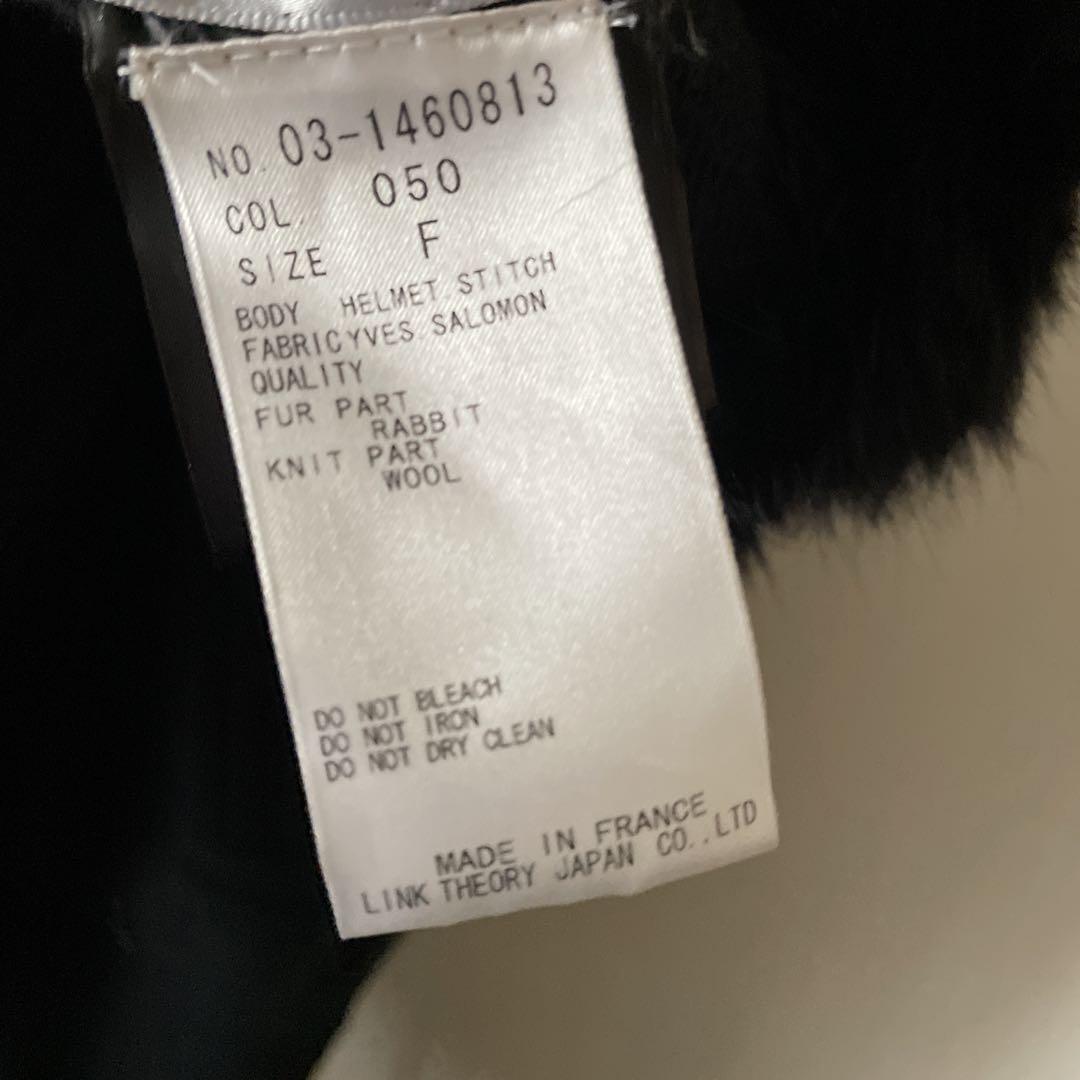 NO. 03-1460813
COL. 050
SIZE F
BODY HELMET STITCH
FABRICYVES SALOMON
QUALITY
FUR PART
RABBIT
KNIT PART
WOOL
DO NOT BLEACH
DO NOT IRON
DO NOT DRY CLEAN
MADE IN FRANCE
LINK THEORY JAPAN CO.,LTD